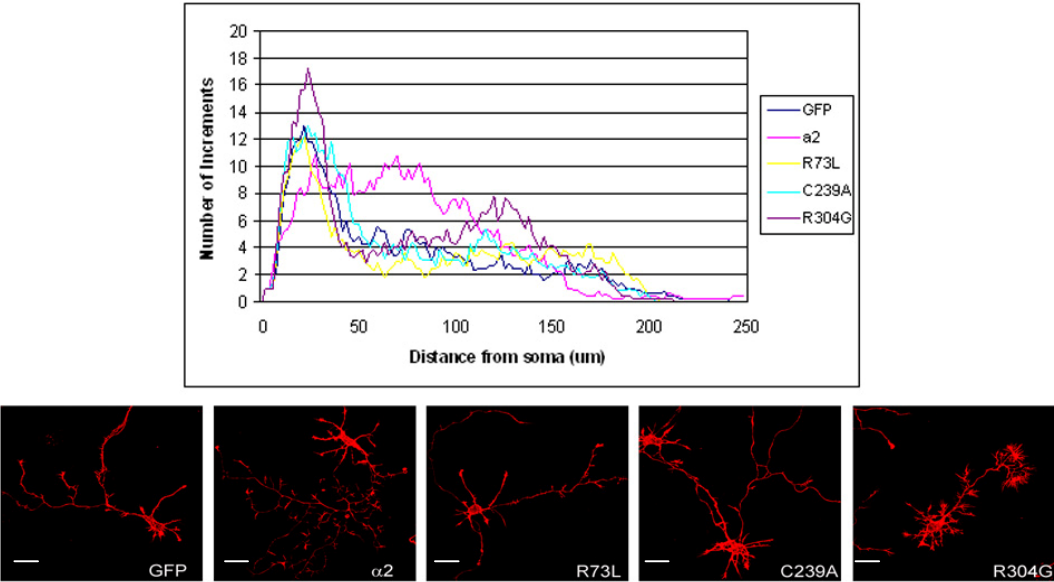 20
18
16
14
12
10
8
6
4
2
0
Number of Increments
0 50 100 150 200 250
Distance from soma (um)
GFP
a2
R73L
C239A
R304G
GFP
α2
R73L
C239A
R304G